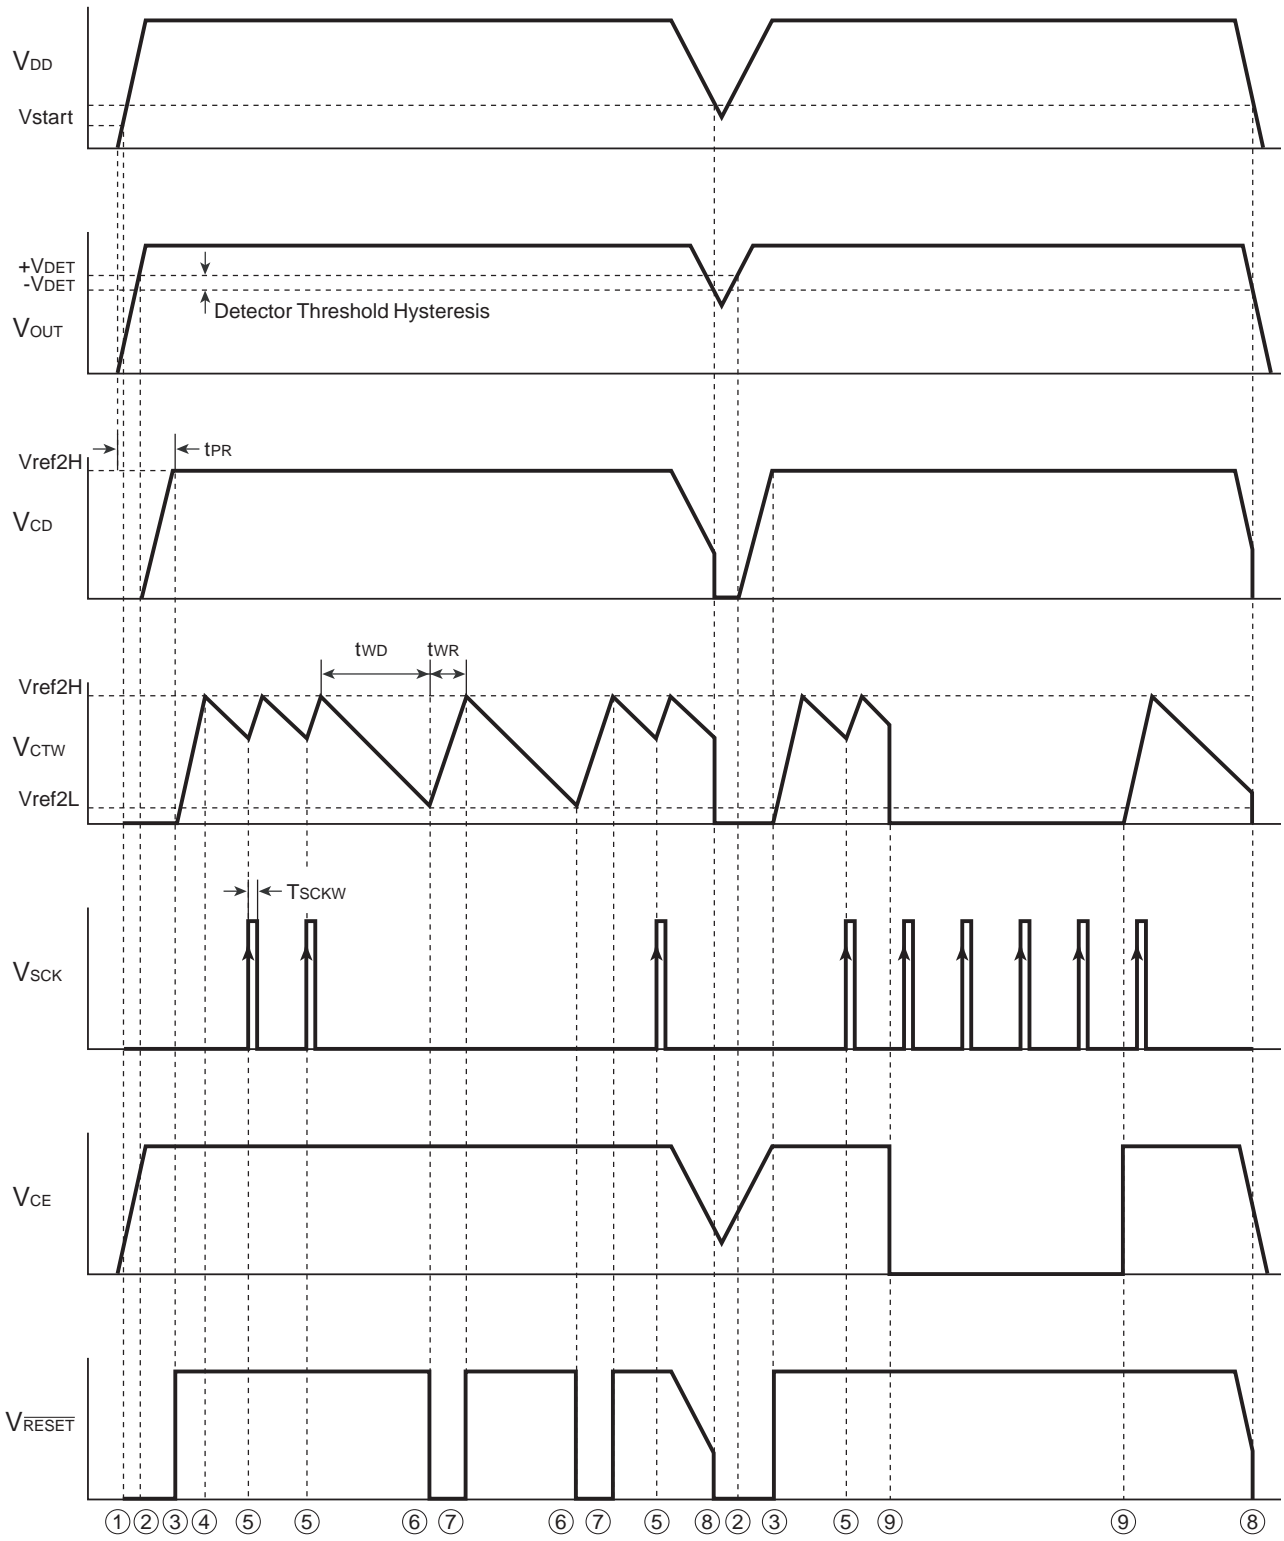 VDD
Vstart
+VDET
-VDET
Detector Threshold Hysteresis
VOUT
tPR
Vref2H
VCD
tWD tWR
Vref2H
VCTW
Vref2L
TSCKW
VSCK
VCE
VRESET
① ② ③ ④ ⑤ ⑤ ⑥ ⑦ ⑥ ⑦ ⑤ ⑧ ② ③ ⑤ ⑨ ⑨ ⑧